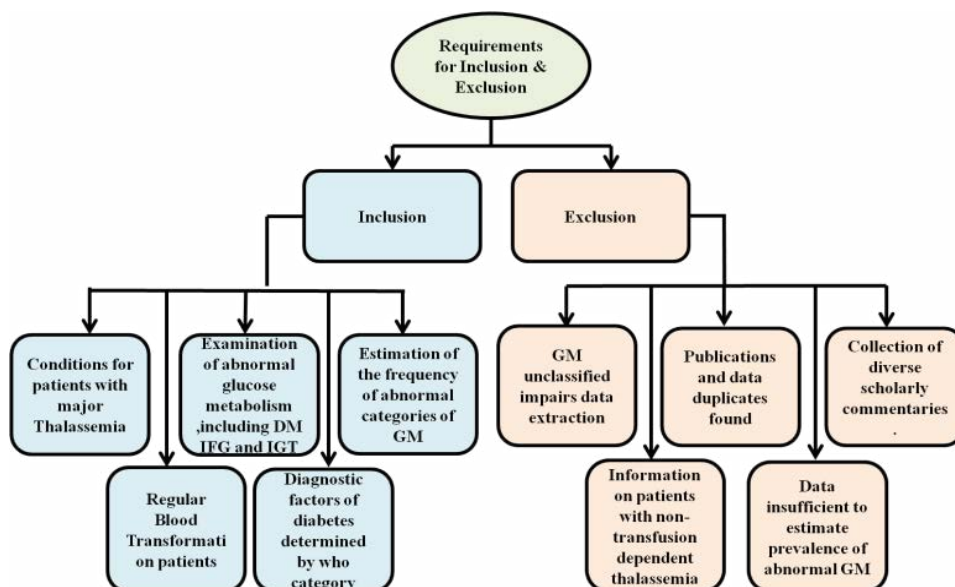 Requirements
for Inclusion &
Exclusion
Inclusion
Exclusion
Conditions for
patients with
major
Thalassemia
Examination
of abnormal
glucose
metabolism
,including DM
IFG and IGT
Estimation of
the frequency
of abnormal
categories of
GM
GM
unclassified
impairs data
extraction
Publications
and data
duplicates
found
Collection of
diverse
scholarly
commentaries
.
Regular
Blood
Transformati
on patients
Diagnostic
factors of
diabetes
determined
by who
category
Information
on patients
with non-
transfusion
dependent
thalassemia
Data
insufficient to
estimate
prevalence of
abnormal GM